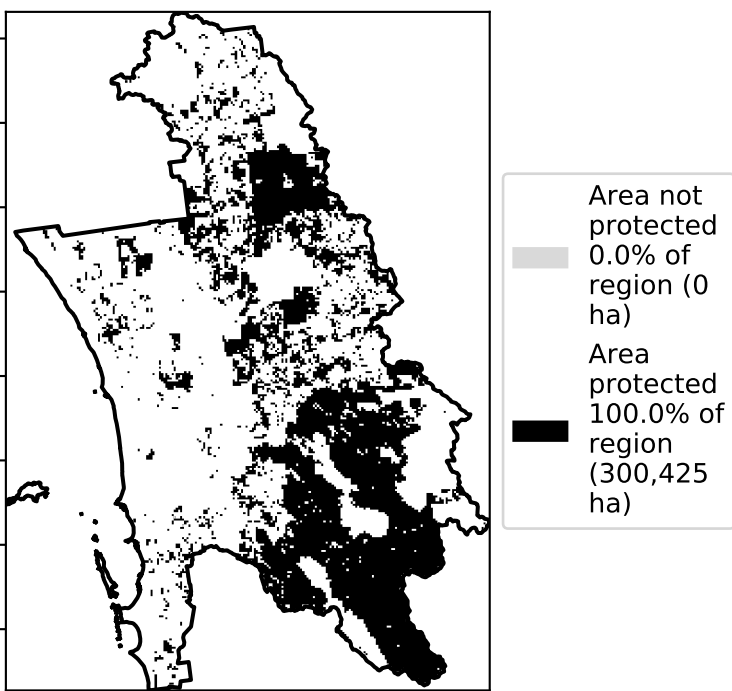 Area not
protected
0.0% of
region (0
ha)
Area
protected
100.0% of
region
(300,425
ha)